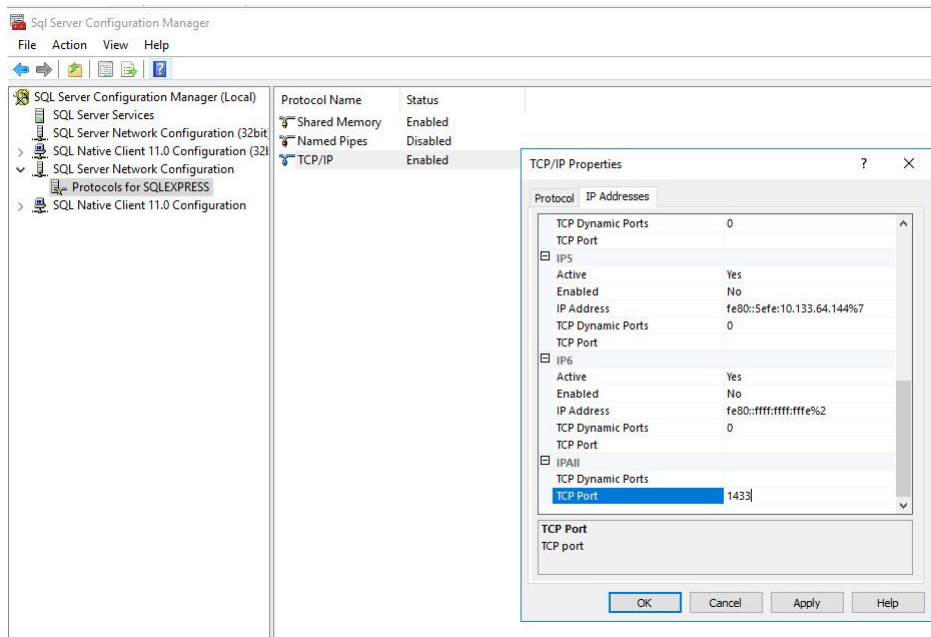 Sql Server Configuration Manager
File Action View Help
SQL Server Configuration Manager (Local)
SQL Server Services
SQL Server Network Configuration (32bit
SQL Native Client 11.0 Configuration (32b
SQL Server Network Configuration
Protocols for SQLEXPRESS
SQL Native Client 11.0 Configuration
Protocol Name Status
Shared Memory Enabled
Named Pipes Disabled
TCP/IP Enabled
TCP/IP Properties ? X
Protocol IP Addresses
TCP Dynamic Ports 0
TCP Port
IP5
Active Yes
Enabled No
IP Address fe80::5efe:10.133.64.144%7
TCP Dynamic Ports 0
TCP Port
IP6
Active Yes
Enabled No
IP Address fe80::ffff:ffff:fffe%2
TCP Dynamic Ports 0
TCP Port
IPAll
TCP Dynamic Ports
TCP Port 1433
TCP Port
TCP port
OK Cancel Apply Help